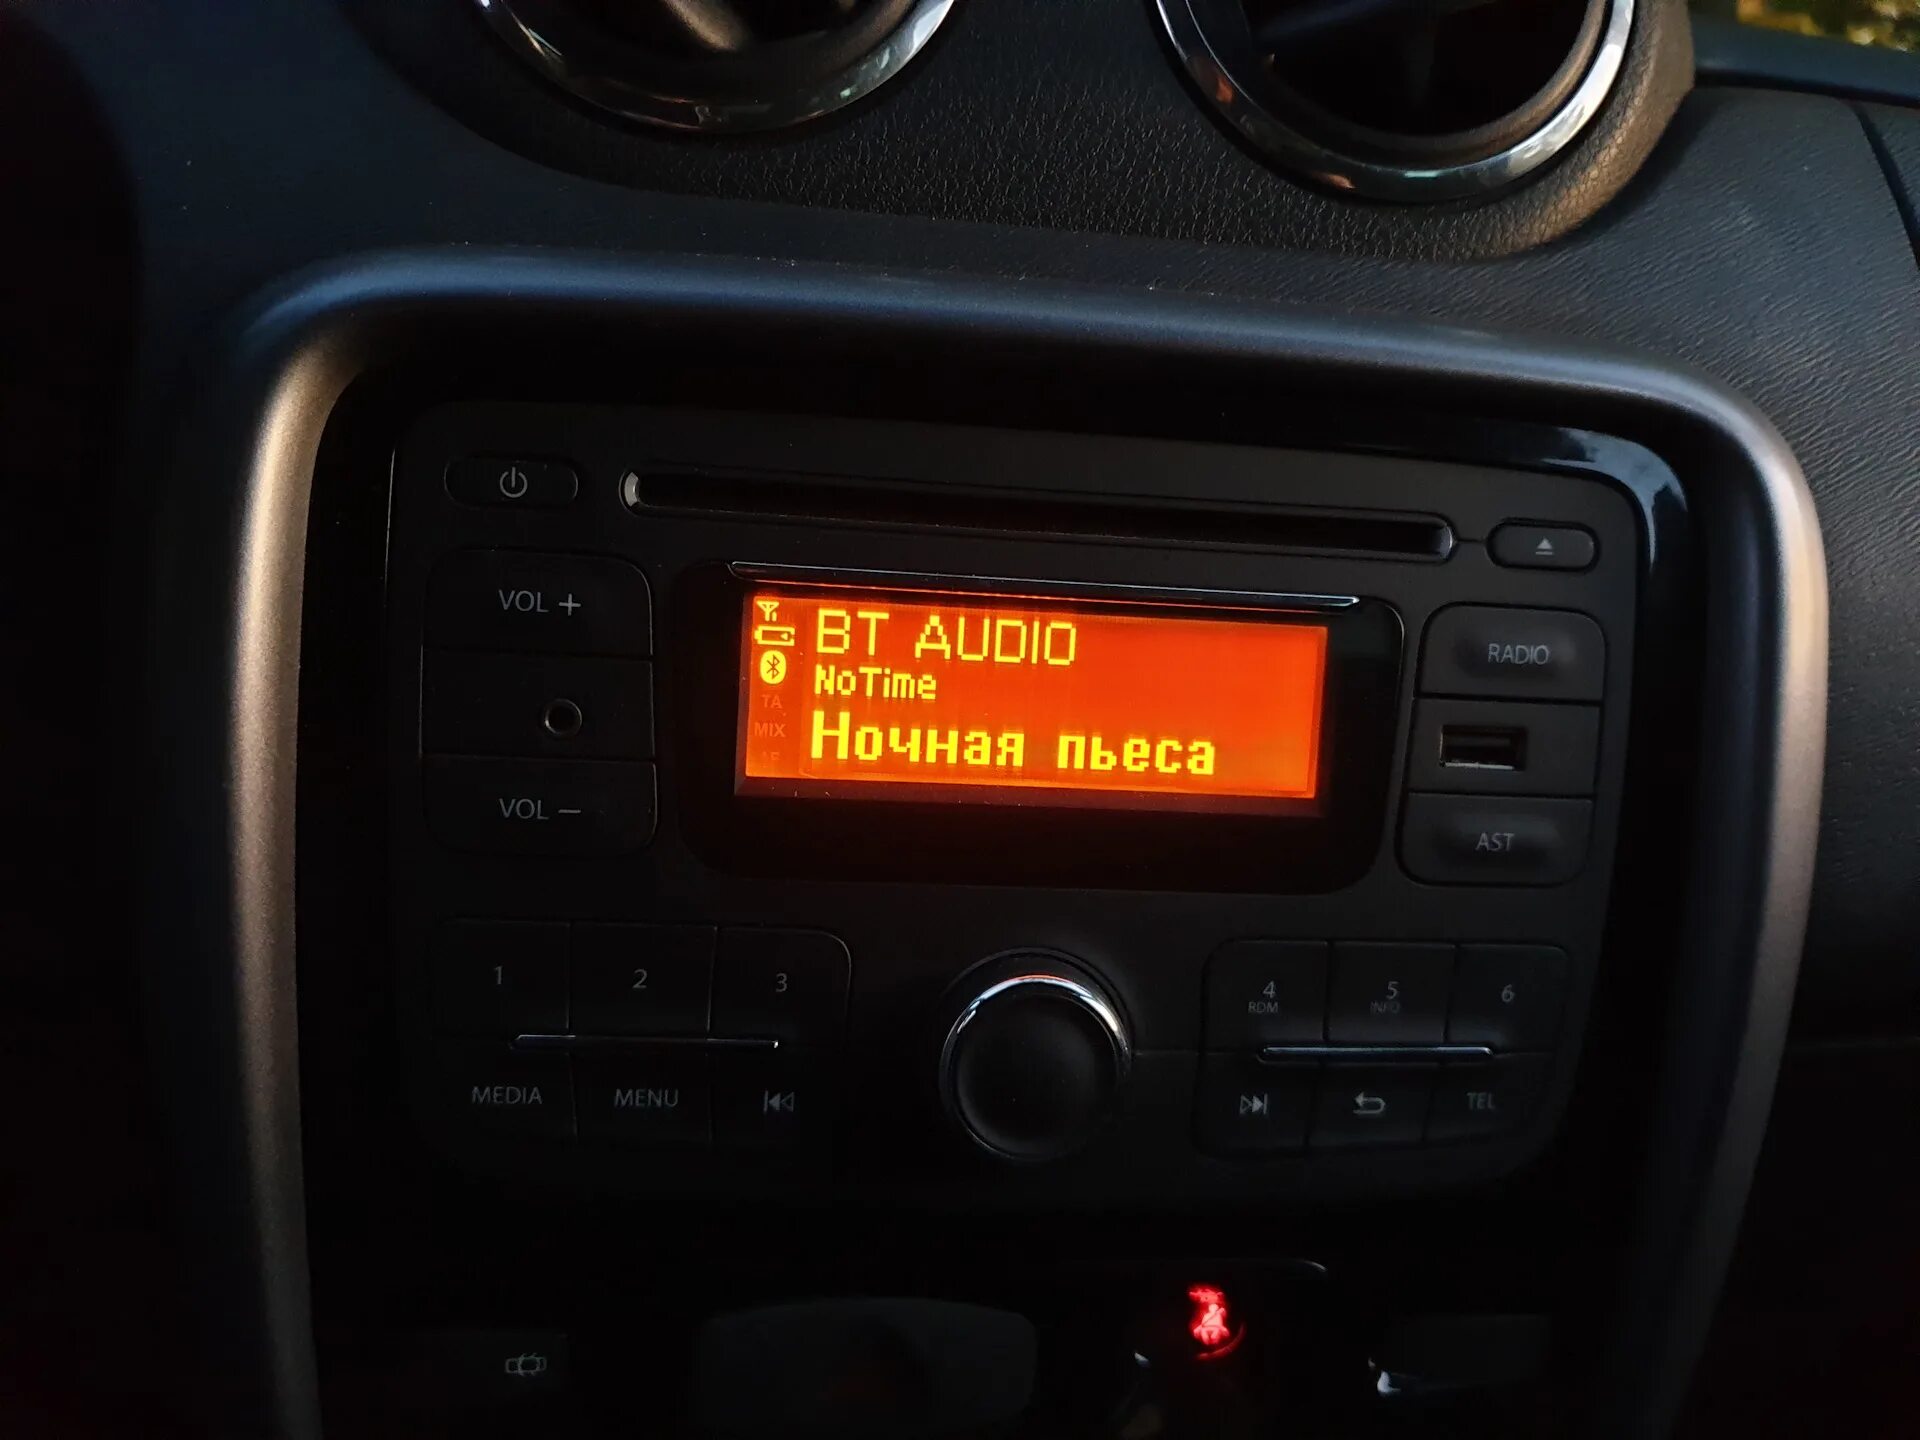 VOL +
VOL −
BT AUDIO
NoTime
TA
MIX
Ночная пьеса
RADIO
AST
1
2
3
4
RDM
5
INFO
6
MEDIA
MENU
TEL